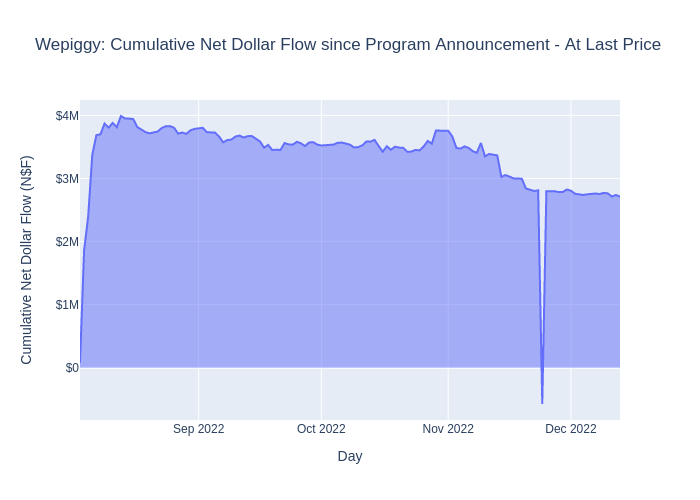 Wepiggy: Cumulative Net Dollar Flow since Program Announcement - At Last Price
Cumulative Net Dollar Flow (N$F)
$4M
$3M
$2M
$1M
$0
Sep 2022
Oct 2022
Nov 2022
Dec 2022
Day